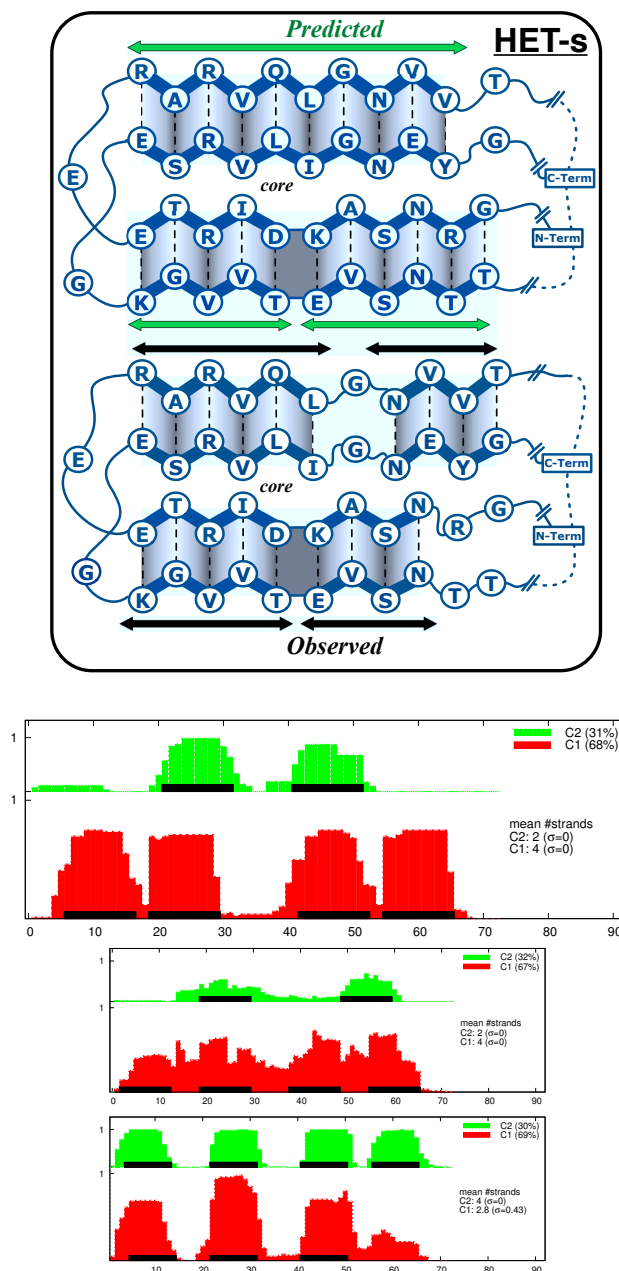 Predicted
HET-s
R R Q G V
A V L N V T
E R L G E G
S V I N Y
E
C-Term
core
T I A N G
E R D K S R
N-Term
G
G V V N T
K V T E S T
R R Q L G V T
A V L N V
E R L G E G
S V I N Y
E
C-Term
core
T I A N G
E R D K S R
N-Term
G
G V V N T T
K V T E S
Observed
1
C2 (31%)
C1 (68%)
1
mean #strands
C2: 2 (σ=0)
C1: 4 (σ=0)
0 10 20 30 40 50 60 70 80 90
1
C2 (32%)
C1 (67%)
1
mean #strands
C2: 2 (σ=0)
C1: 4 (σ=0)
0 10 20 30 40 50 60 70 80 90
1
C2 (30%)
C1 (69%)
1
mean #strands
C2: 4 (σ=0)
C1: 2.8 (σ=0.43)
10 20 30 40 50 60 70 80 90